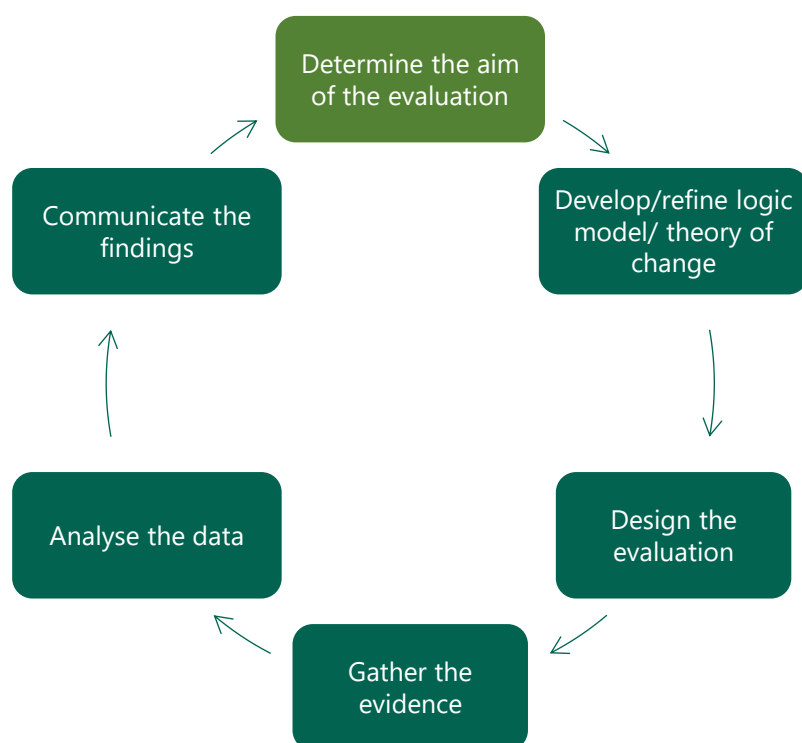 Determine the aim
of the evaluation
Develop/refine logic
model/ theory of
change
Design the
evaluation
Gather the
evidence
Analyse the data
Communicate the
findings